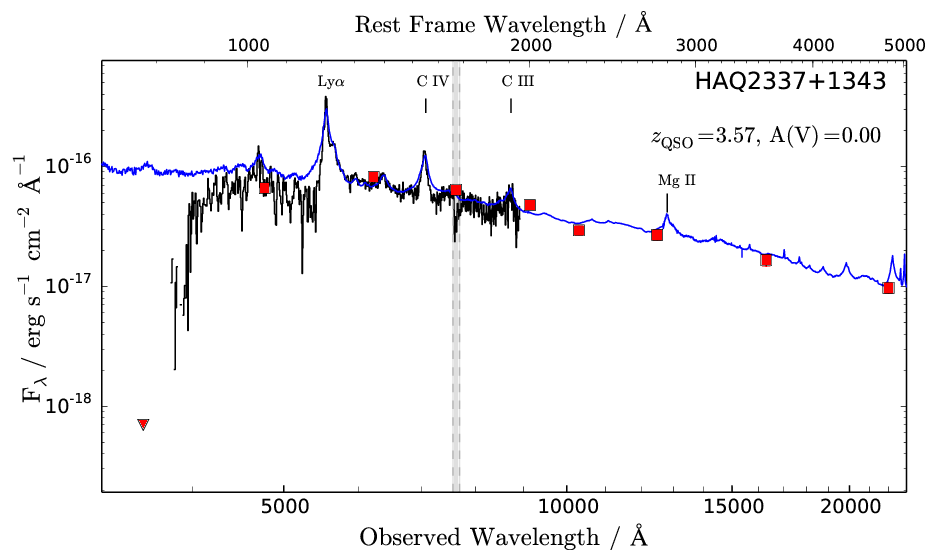 Rest Frame Wavelength / Å
1000 2000 3000 4000 5000
Lyα C IV C III HAQ2337+1343
z_QSO=3.57, A(V)=0.00
Mg II
F_λ / erg s⁻¹ cm⁻² Å⁻¹
10⁻¹⁶
10⁻¹⁷
10⁻¹⁸
5000 10000 15000 20000
Observed Wavelength / Å